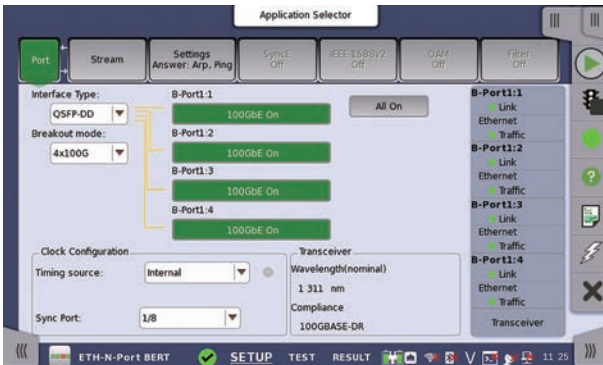 Application Selector
Port
Stream
Settings
Answer: Arp, Ping
SyncE
Off
IEEE 1588v2
Off
OAM
Off
Filter
Off
Interface Type:
QSFP-DD
Breakout mode:
4x100G
B-Port1:1
100GbE On
B-Port1:2
100GbE On
B-Port1:3
100GbE On
B-Port1:4
100GbE On
All On
B-Port1:1
Link
Ethernet
Traffic
B-Port1:2
Link
Ethernet
Traffic
B-Port1:3
Link
Ethernet
Traffic
B-Port1:4
Link
Ethernet
Traffic
Transceiver
Clock Configuration
Timing source:
Internal
Sync Port:
1/8
Transceiver
Wavelength(nominal)
1 311 nm
Compliance
100GBASE-DR
ETH-N-Port BERT
SETUP
TEST
RESULT
11 25